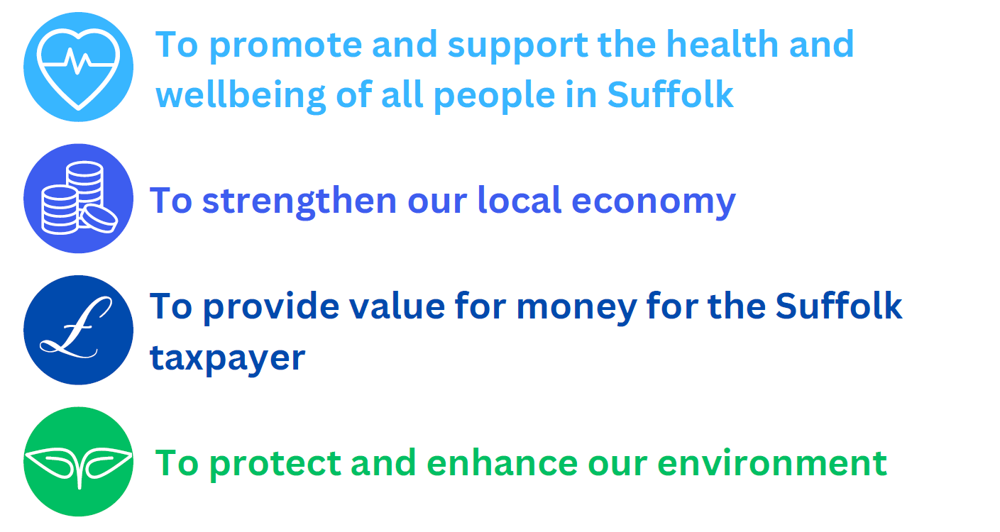 To promote and support the health and
wellbeing of all people in Suffolk
To strengthen our local economy
£
To provide value for money for the Suffolk
taxpayer
To protect and enhance our environment